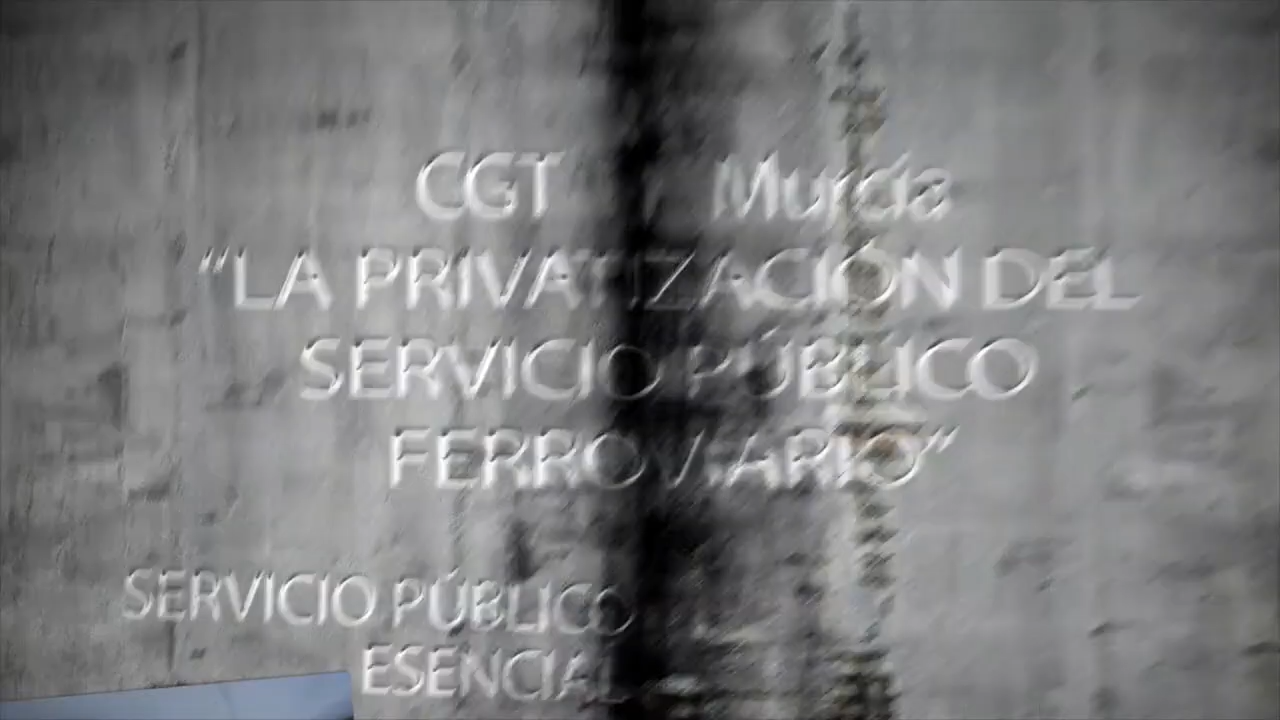 CGT Murcia
“LA PRIVATIZACIÓN DEL
SERVICIO PÚBLICO
FERROVIARIO”
SERVICIO PÚBLICO
ESENCIAL